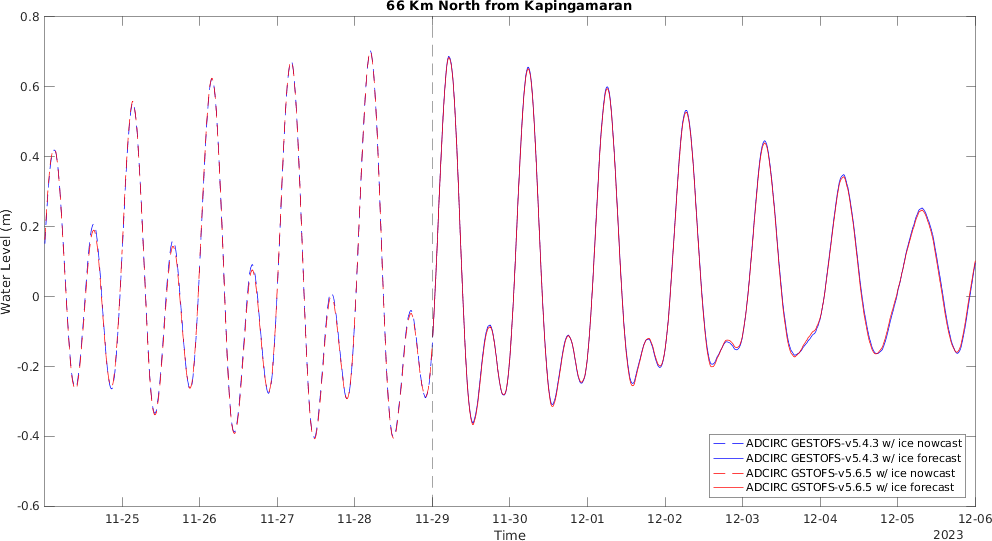 66 Km North from Kapingamaran
0.8
0.6
0.4
0.2
0
-0.2
-0.4
-0.6
Water Level (m)
ADCIRC GESTOFS-v5.4.3 w/ ice nowcast
ADCIRC GESTOFS-v5.4.3 w/ ice forecast
ADCIRC GSTOFS-v5.6.5 w/ ice nowcast
ADCIRC GSTOFS-v5.6.5 w/ ice forecast
11-25 11-26 11-27 11-28 11-29 11-30 12-01 12-02 12-03 12-04 12-05 12-06
Time
2023